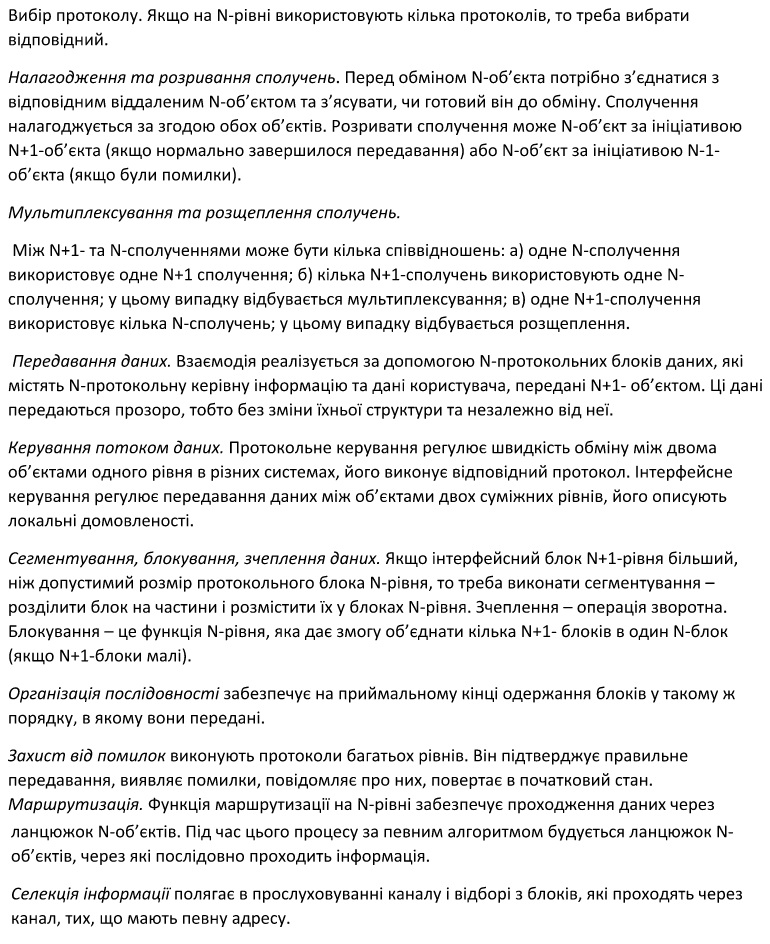 Вибір протоколу. Якщо на N-рівні використовують кілька протоколів, то треба вибрати
відповідний.
Налагодження та розривання сполучень. Перед обміном N-об’єкта потрібно з’єднатися з
відповідним віддаленим N-об’єктом та з’ясувати, чи готовий він до обміну. Сполучення
налагоджується за згодою обох об’єктів. Розривати сполучення може N-об’єкт за ініціативою
N+1-об’єкта (якщо нормально завершилося передавання) або N-об’єкт за ініціативою N-1-
об’єкта (якщо були помилки).
Мультиплексування та розщеплення сполучень.
Між N+1- та N-сполученнями може бути кілька співвідношень: а) одне N-сполучення
використовує одне N+1 сполучення; б) кілька N+1-сполучень використовують одне N-
сполучення; у цьому випадку відбувається мультиплексування; в) одне N+1-сполучення
використовує кілька N-сполучень; у цьому випадку відбувається розщеплення.
Передавання даних. Взаємодія реалізується за допомогою N-протокольних блоків даних, які
містять N-протокольну керівну інформацію та дані користувача, передані N+1- об’єктом. Ці дані
передаються прозоро, тобто без зміни їхньої структури та незалежно від неї.
Керування потоком даних. Протокольне керування регулює швидкість обміну між двома
об’єктами одного рівня в різних системах, його виконує відповідний протокол. Інтерфейсне
керування регулює передавання даних між об’єктами двох суміжних рівнів, його описують
локальні домовленості.
Сегментування, блокування, зчеплення даних. Якщо інтерфейсний блок N+1-рівня більший,
ніж допустимий розмір протокольного блока N-рівня, то треба виконати сегментування –
розділити блок на частини і розмістити їх у блоках N-рівня. Зчеплення – операція зворотна.
Блокування – це функція N-рівня, яка дає змогу об’єднати кілька N+1- блоків в один N-блок
(якщо N+1-блоки малі).
Організація послідовності забезпечує на приймальному кінці одержання блоків у такому ж
порядку, в якому вони передані.
Захист від помилок виконують протоколи багатьох рівнів. Він підтверджує правильне
передавання, виявляє помилки, повідомляє про них, повертає в початковий стан.
Маршрутизація. Функція маршрутизації на N-рівні забезпечує проходження даних через
ланцюжок N-об’єктів. Під час цього процесу за певним алгоритмом будується ланцюжок N-
об’єктів, через які послідовно проходить інформація.
Селекція інформації полягає в прослуховуванні каналу і відборі з блоків, які проходять через
канал, тих, що мають певну адресу.